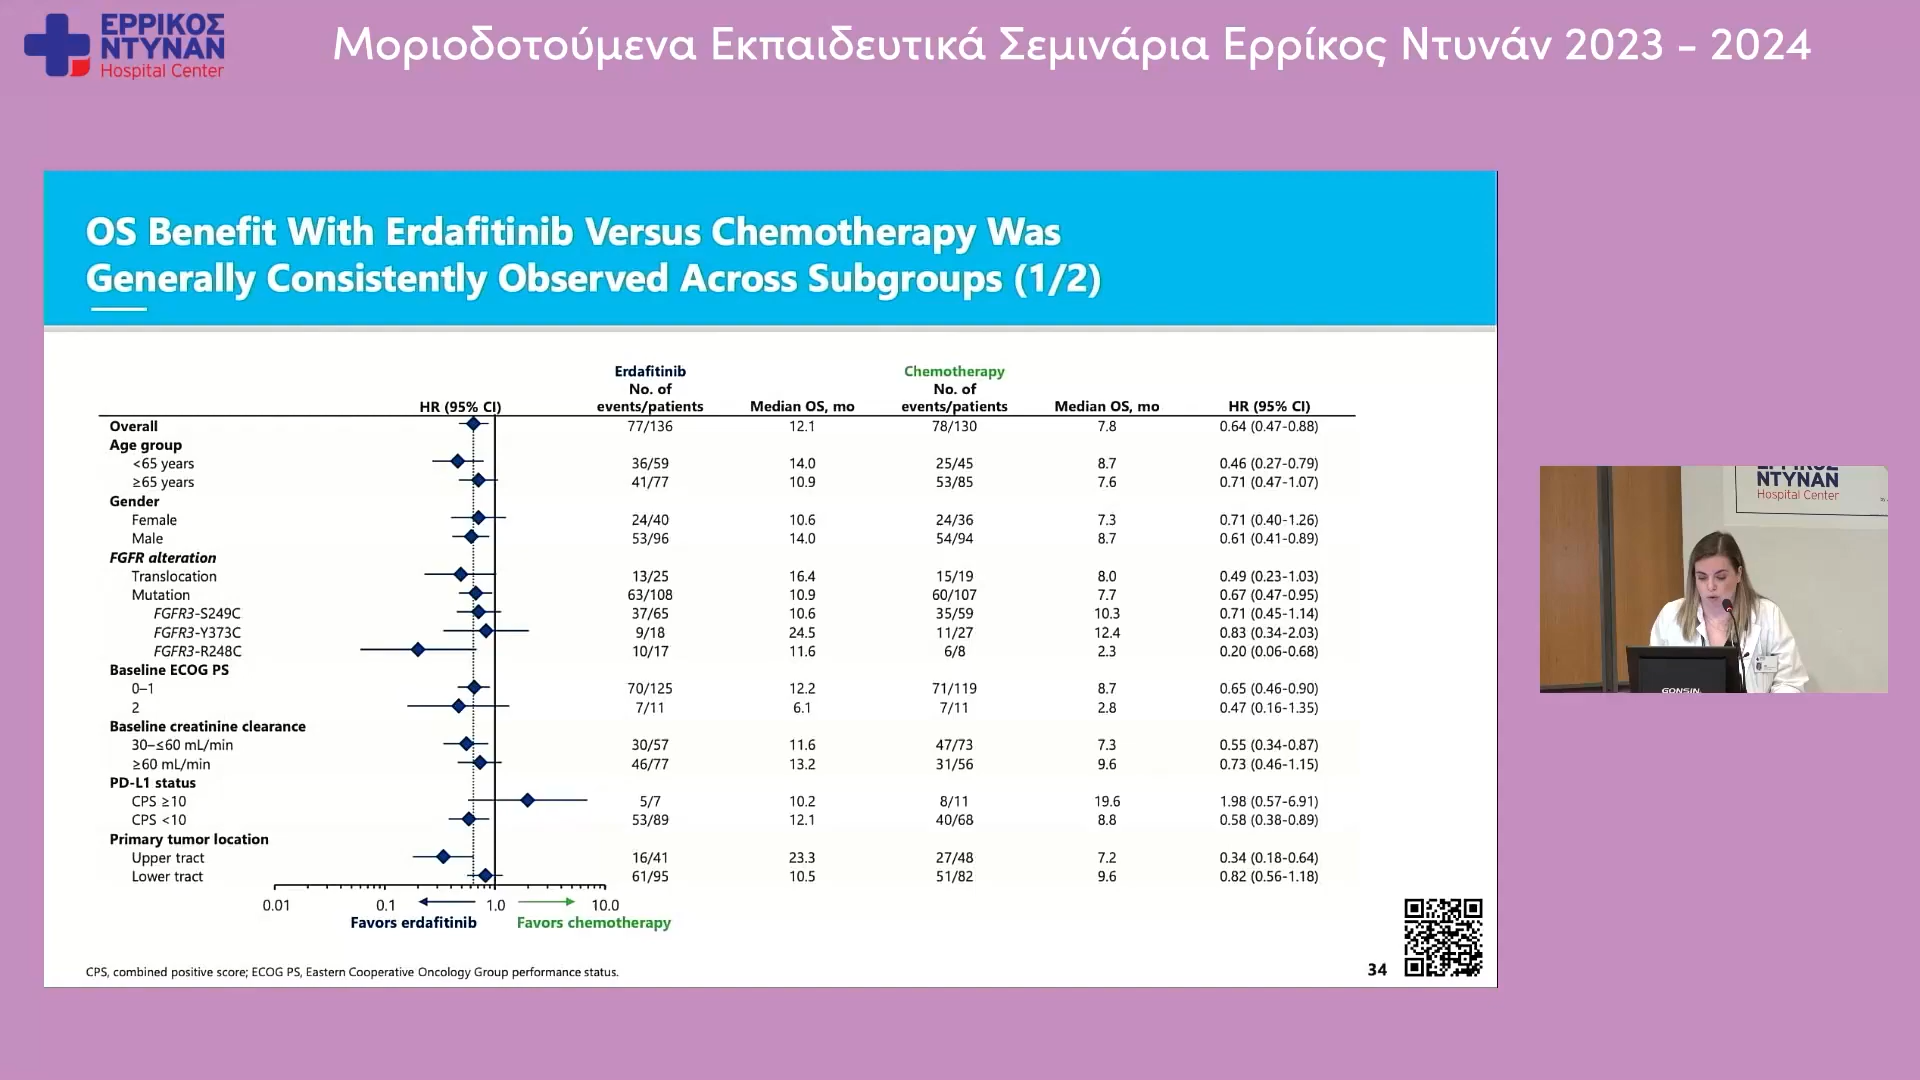 ΕΡΡΙΚΟΣ
ΝΤΥΝΑΝ
Hospital Center
Μοριοδοτούμενα Εκπαιδευτικά Σεμινάρια Ερρίκος Ντυνάν 2023 - 2024
OS Benefit With Erdafitinib Versus Chemotherapy Was
Generally Consistently Observed Across Subgroups (1/2)
Erdafitinib Chemotherapy
No. of No. of
HR (95% CI) events/patients Median OS, mo events/patients Median OS, mo HR (95% CI)
Overall 77/136 12.1 78/130 7.8 0.64 (0.47-0.88)
Age group
<65 years 36/59 14.0 25/45 8.7 0.46 (0.27-0.79)
≥65 years 41/77 10.9 53/85 7.6 0.71 (0.47-1.07)
Gender
Female 24/40 10.6 24/36 7.3 0.71 (0.40-1.26)
Male 53/96 14.0 54/94 8.7 0.61 (0.41-0.89)
FGFR alteration
Translocation 13/25 16.4 15/19 8.0 0.49 (0.23-1.03)
Mutation 63/108 10.9 60/107 7.7 0.67 (0.47-0.95)
FGFR3-S249C 37/65 10.6 35/59 10.3 0.71 (0.45-1.14)
FGFR3-Y373C 9/18 24.5 11/27 12.4 0.83 (0.34-2.03)
FGFR3-R248C 10/17 11.6 6/8 2.3 0.20 (0.06-0.68)
Baseline ECOG PS
0–1 70/125 12.2 71/119 8.7 0.65 (0.46-0.90)
2 7/11 6.1 7/11 2.8 0.47 (0.16-1.35)
Baseline creatinine clearance
30–≤60 mL/min 30/57 11.6 47/73 7.3 0.55 (0.34-0.87)
≥60 mL/min 46/77 13.2 31/56 9.6 0.73 (0.46-1.15)
PD-L1 status
CPS ≥10 5/7 10.2 8/11 19.6 1.98 (0.57-6.91)
CPS <10 53/89 12.1 40/68 8.8 0.58 (0.38-0.89)
Primary tumor location
Upper tract 16/41 23.3 27/48 7.2 0.34 (0.18-0.64)
Lower tract 61/95 10.5 51/82 9.6 0.82 (0.56-1.18)
0.01 0.1 1.0 10.0
Favors erdafitinib Favors chemotherapy
CPS, combined positive score; ECOG PS, Eastern Cooperative Oncology Group performance status.
34
ΕΡΡΙΚΟΣ
ΝΤΥΝΑΝ
Hospital Center
GONSIN